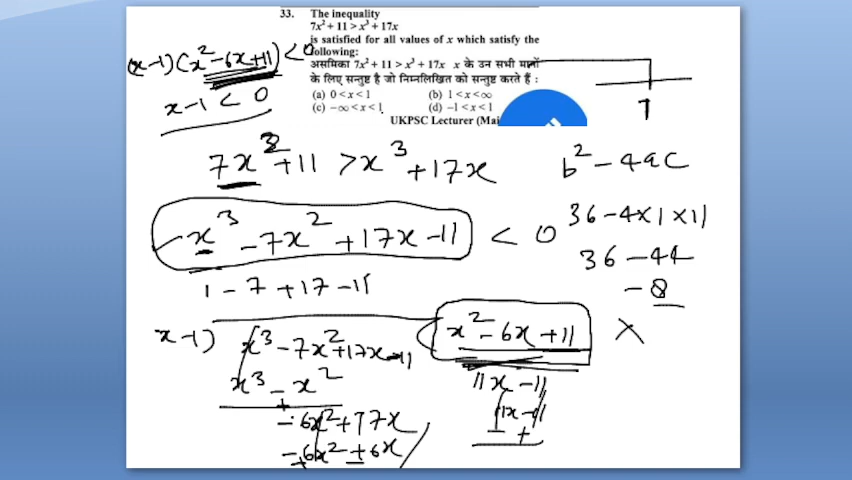 33. The inequality
7x² + 11 > x³ + 17x
is satisfied for all values of x which satisfy the
following:
असमिका 7x² + 11 > x³ + 17x x के उन सभी मानों
के लिए सन्तुष्ट है जो निम्नलिखित को सन्तुष्ट करते हैं :
(a) 0 < x < 1 (b) 1 < x < ∞
(c) -∞ < x < 1 (d) -1 < x < 1
UKPSC Lecturer (Mai
(x-1)(x²-6x+11) < 0
x-1 < 0
1
7x² + 11 > x³ + 17x
x³ - 7x² + 17x - 11 < 0
1 - 7 + 17 - 11
b² - 4ac
36 - 4x1x11
36 - 44
- 8
x-1) x³ - 7x² + 17x - 11 ( x² - 6x + 11 ×
x³ - x²
- +
- 6x² + 17x
- 6x² + 6x
+ -
11x - 11
11x - 11
- +